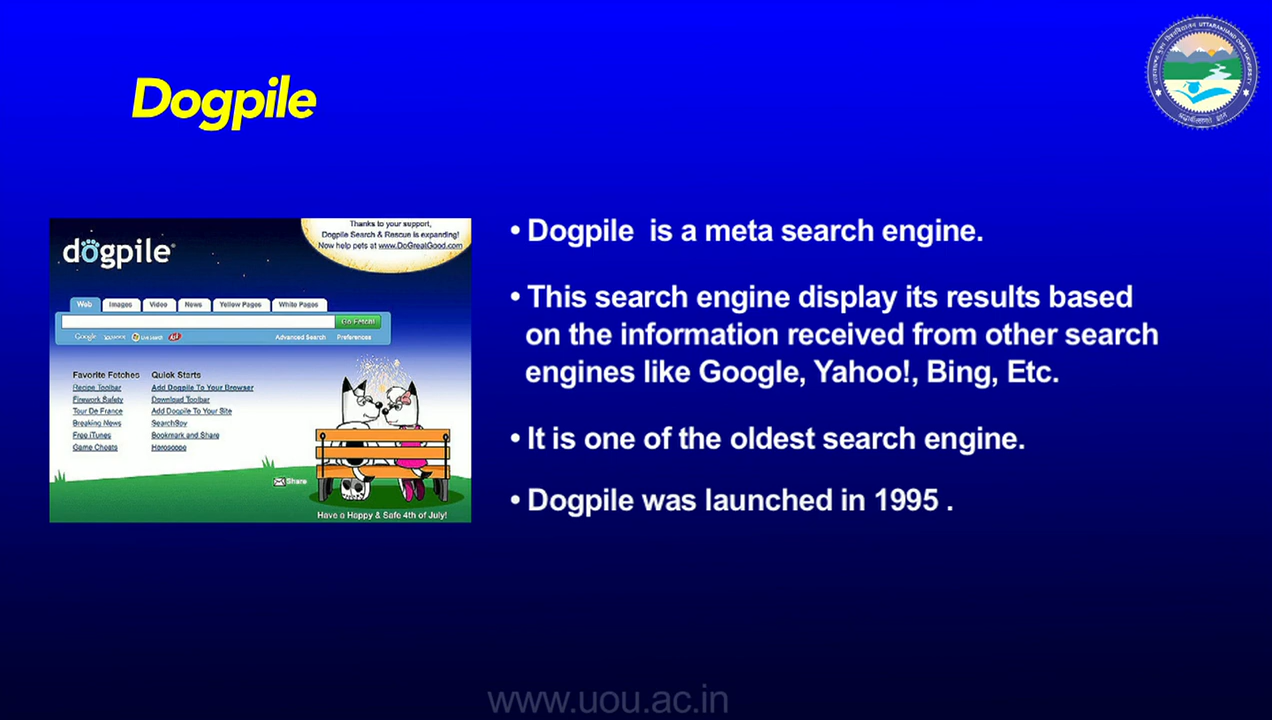 Dogpile
Thanks to your support,
Dogpile Search & Rescue is expanding!
Now help pets at www.DoGreatGood.com
dogpile
Web Images Video News Yellow Pages White Pages
Go Fetch!
Google
Advanced Search Preferences
Favorite Fetches Quick Starts
Recipe Toolbar Add Dogpile To Your Browser
Firework Safety Download Toolbar
Tour De France Add Dogpile To Your Site
Breaking News SearchSpy
Free iTunes Bookmark and Share
Game Cheats Horoscope
Share
Have a Happy & Safe 4th of July!
• Dogpile is a meta search engine.
• This search engine display its results based
on the information received from other search
engines like Google, Yahoo!, Bing, Etc.
• It is one of the oldest search engine.
• Dogpile was launched in 1995 .
UTTARAKHAND OPEN UNIVERSITY
www.uou.ac.in